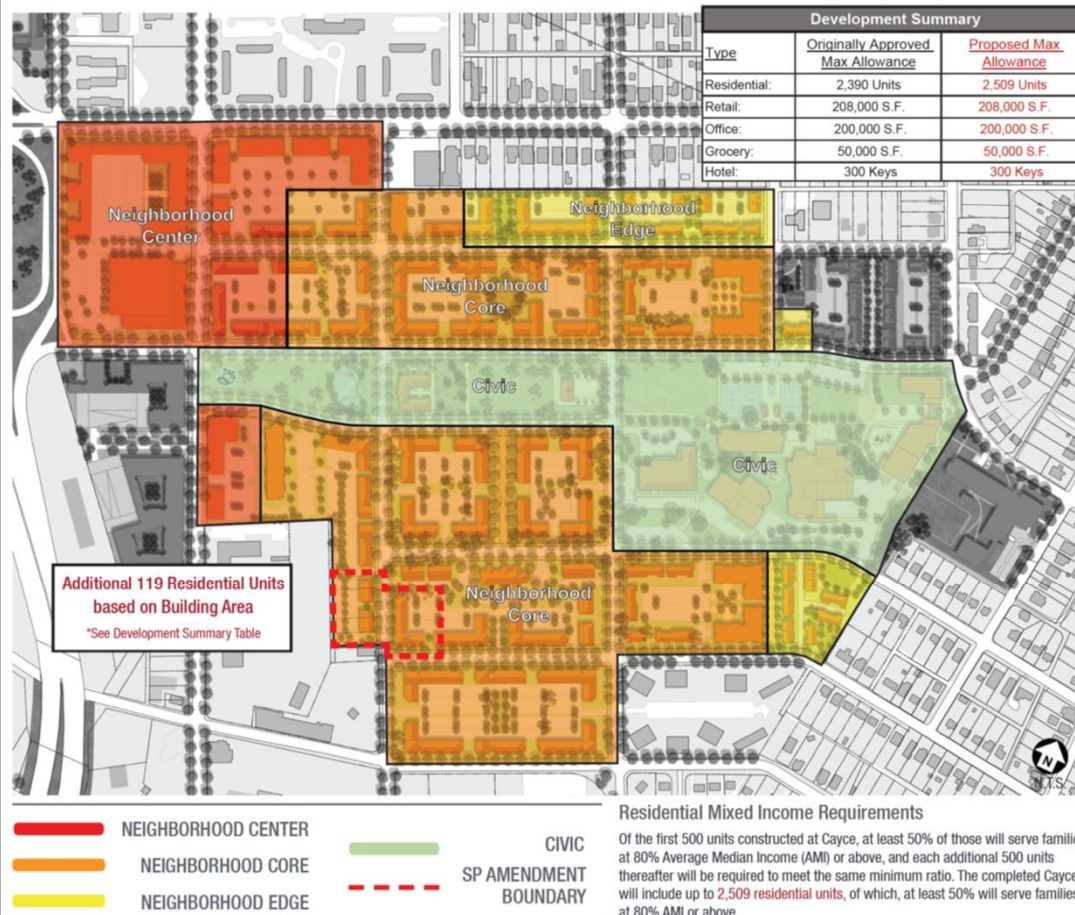 Development Summary
Type
Originally Approved
Max Allowance
Proposed Max
Allowance
Residential: 2,390 Units 2,509 Units
Retail: 208,000 S.F. 208,000 S.F.
Office: 200,000 S.F. 200,000 S.F.
Grocery: 50,000 S.F. 50,000 S.F.
Hotel: 300 Keys 300 Keys
Neighborhood
Center
Neighborhood
Edge
Neighborhood
Core
Civic
Civic
Additional 119 Residential Units
based on Building Area
*See Development Summary Table
Neighborhood
Core
N
N.T.S.
NEIGHBORHOOD CENTER
NEIGHBORHOOD CORE
NEIGHBORHOOD EDGE
CIVIC
SP AMENDMENT
BOUNDARY
Residential Mixed Income Requirements
Of the first 500 units constructed at Cayce, at least 50% of those will serve familie
at 80% Average Median Income (AMI) or above, and each additional 500 units
thereafter will be required to meet the same minimum ratio. The completed Cayce
will include up to 2,509 residential units, of which, at least 50% will serve families
at 80% AMI or above